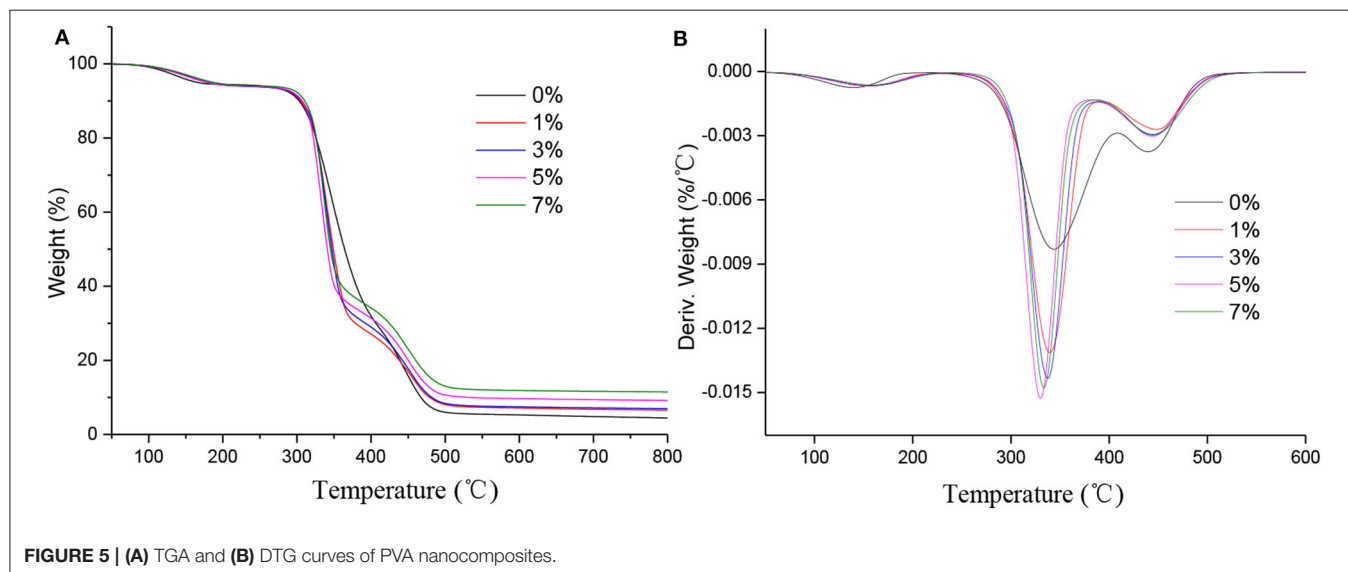 A
100
80
60
40
20
0
Weight (%)
0%
1%
3%
5%
7%
100 200 300 400 500 600 700 800
Temperature (℃)
B
0.000
-0.003
-0.006
-0.009
-0.012
-0.015
Deriv. Weight (%/℃)
0%
1%
3%
5%
7%
100 200 300 400 500 600
Temperature (℃)
FIGURE 5 | (A) TGA and (B) DTG curves of PVA nanocomposites.